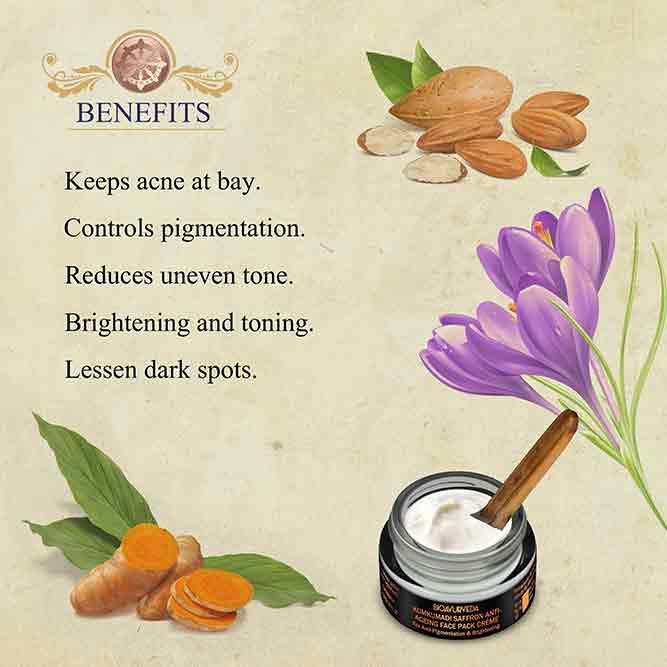 BENEFITS
Keeps acne at bay.
Controls pigmentation.
Reduces uneven tone.
Brightening and toning.
Lessen dark spots.
BIOAYURVEDA
KUMKUMADI SAFFRON ANTI-
AGEING FACE PACK CREME
For Anti-Pigmentation & Brightening